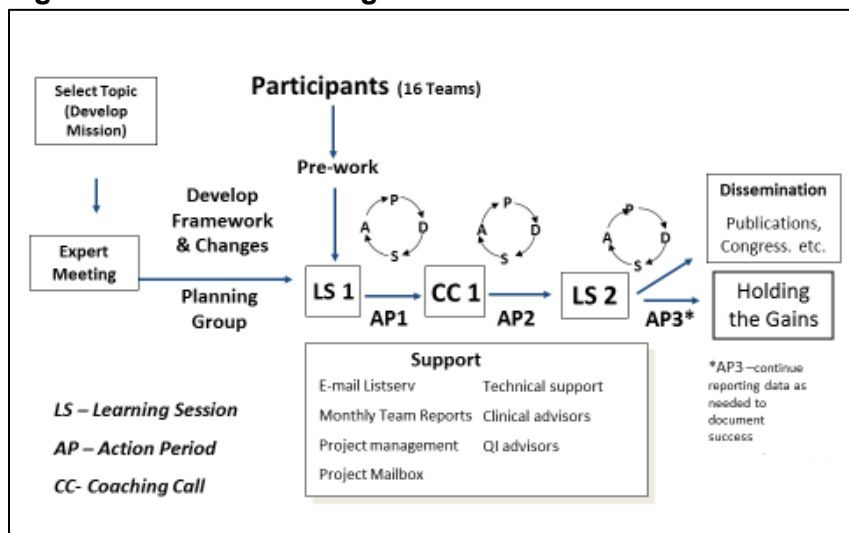 Select Topic
(Develop
Mission)
Participants (16 Teams)
Pre-work
Develop
Framework
& Changes
Expert
Meeting
Planning
Group
P
A D
S
P
A D
S
P
A D
S
LS 1
AP1
CC 1
AP2
LS 2
AP3*
Dissemination
Publications,
Congress. etc.
Holding
the Gains
*AP3 –continue
reporting data as
needed to
document
success
Support
E-mail Listserv Technical support
Monthly Team Reports Clinical advisors
Project management QI advisors
Project Mailbox
LS – Learning Session
AP – Action Period
CC- Coaching Call